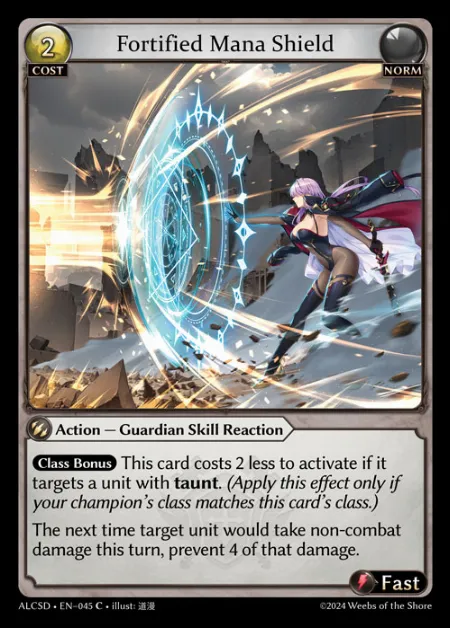 2
Fortified Mana Shield
COST
NORM
Action — Guardian Skill Reaction
Class Bonus This card costs 2 less to activate if it
targets a unit with taunt. (Apply this effect only if
your champion's class matches this card's class.)
The next time target unit would take non-combat
damage this turn, prevent 4 of that damage.
Fast
ALCSD • EN-045 C • illust: 道漫
©2024 Weebs of the Shore